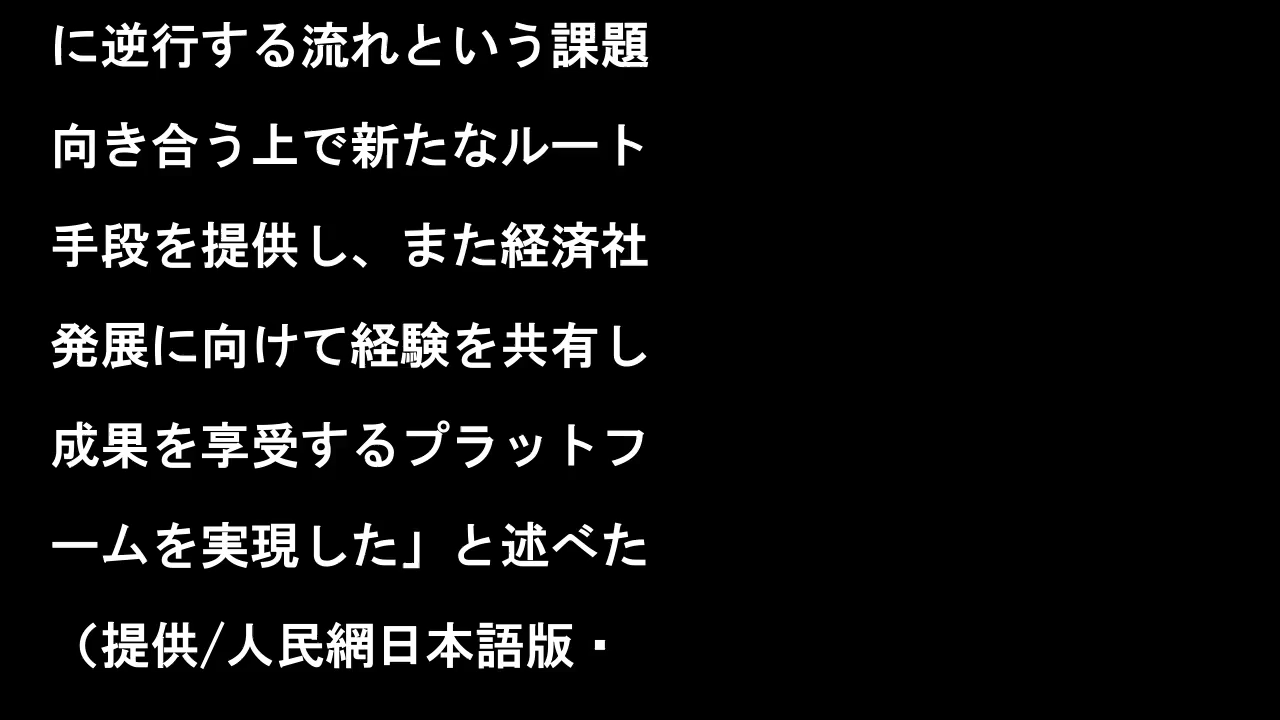 に逆行する流れという課題
向き合う上で新たなルート
手段を提供し、また経済社
発展に向けて経験を共有し
成果を享受するプラットフ
ームを実現した」と述べた
（提供/人民網日本語版・